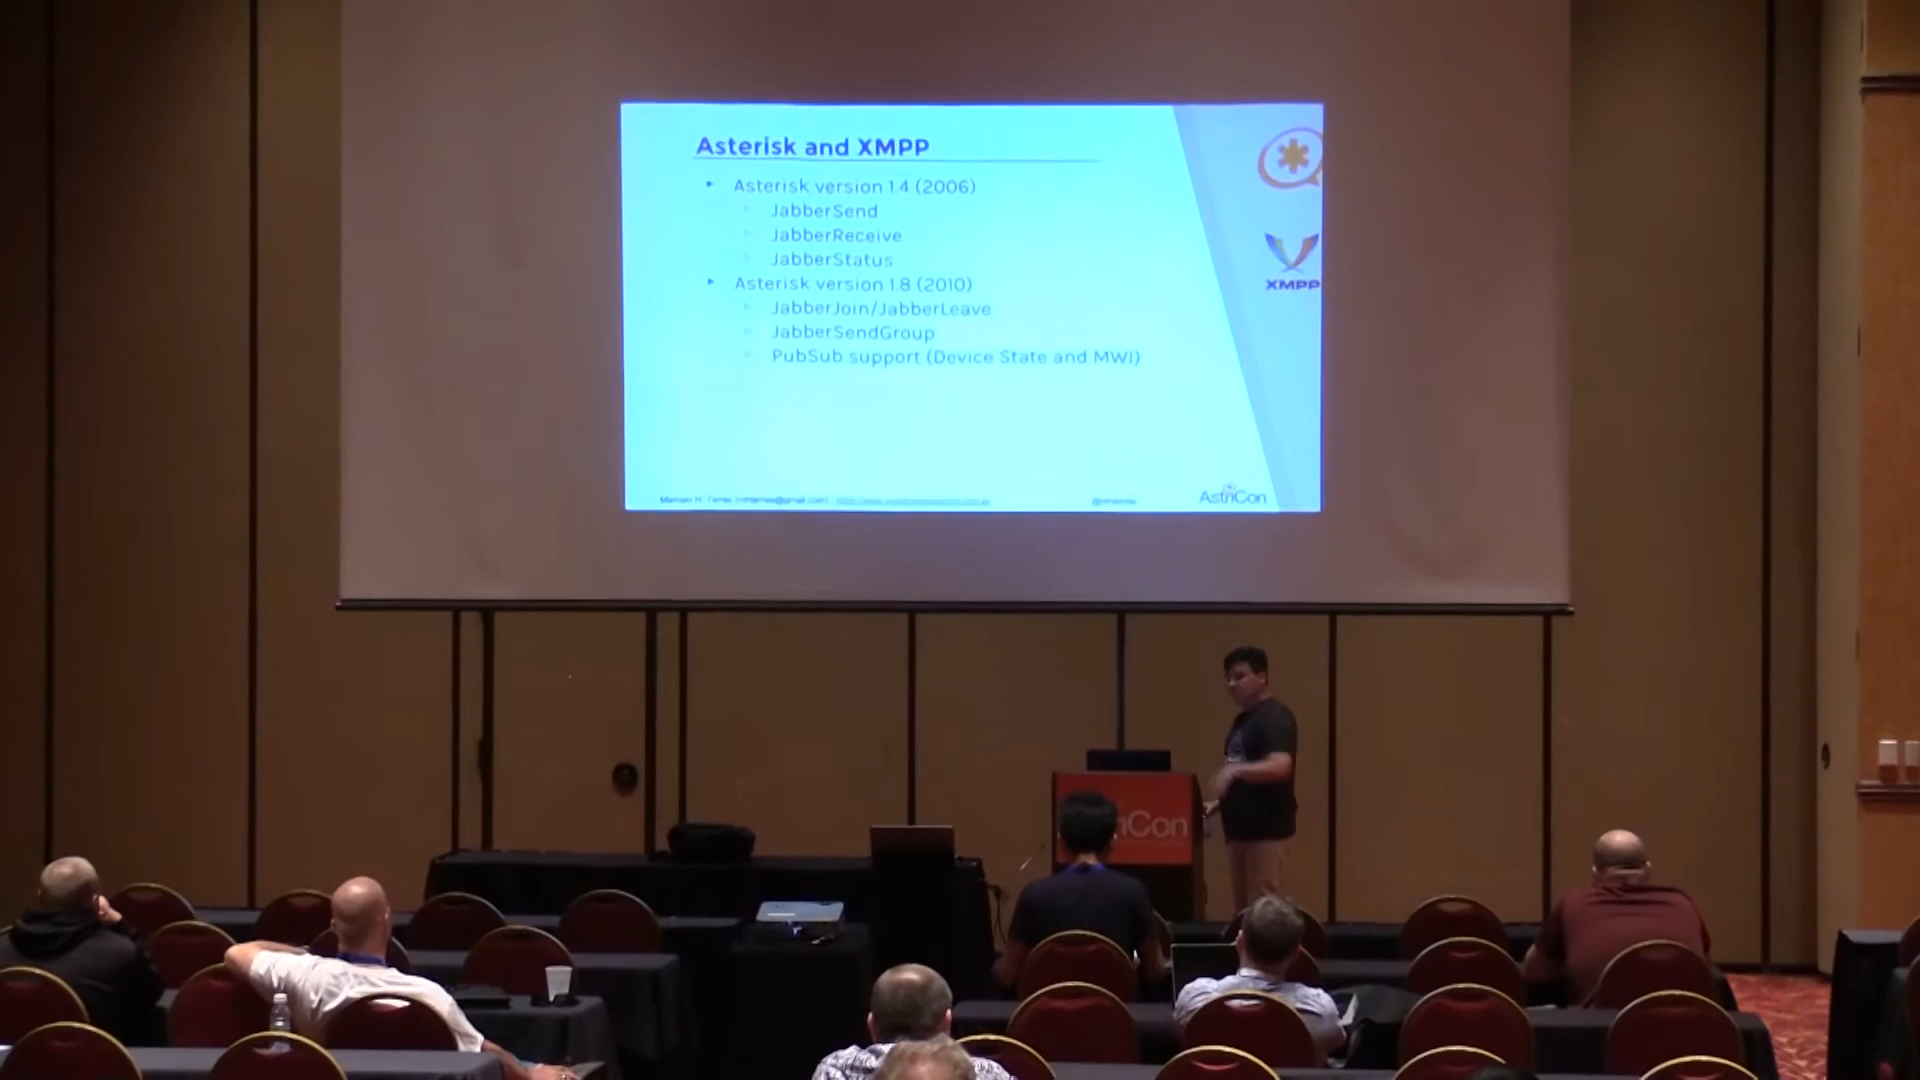 Asterisk and XMPP
Asterisk version 1.4 (2006)
JabberSend
JabberReceive
JabberStatus
Asterisk version 1.8 (2010)
JabberJoin/JabberLeave
JabberSendGroup
PubSub support (Device State and MWI)
XMPP
AstriCon
riCon